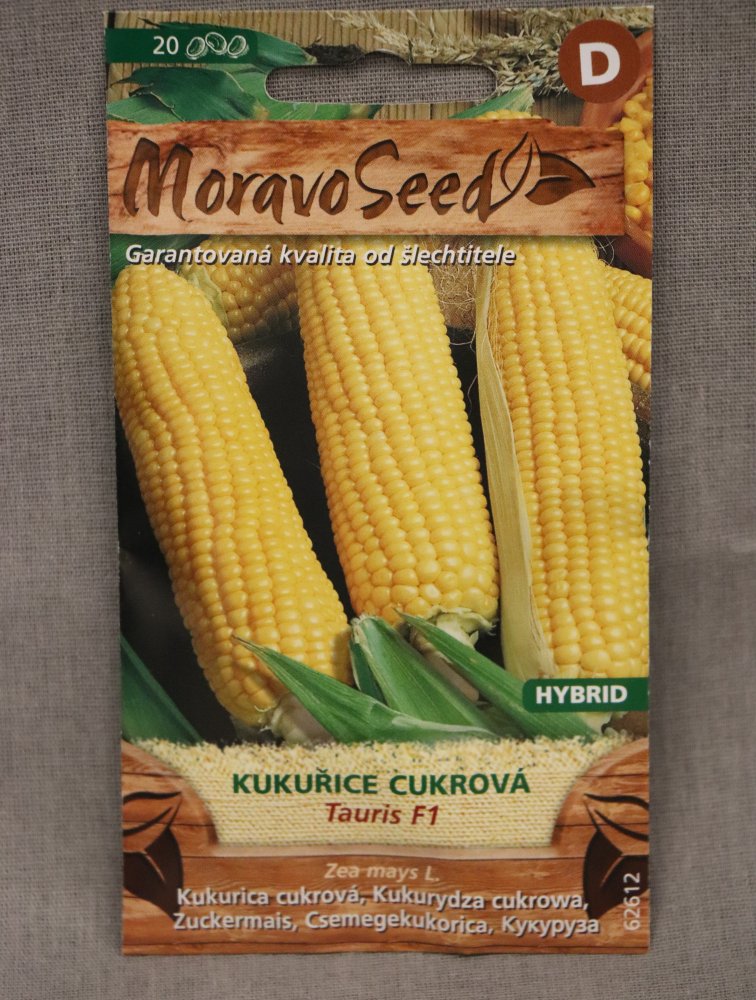 20
D
MoravoSeed
Garantovaná kvalita od šlechtitele
HYBRID
KUKUŘICE CUKROVÁ
Tauris F1
Zea mays L.
Kukurica cukrová, Kukurydza cukrowa,
Zuckermais, Csemegekukorica, Кукуруза
62612